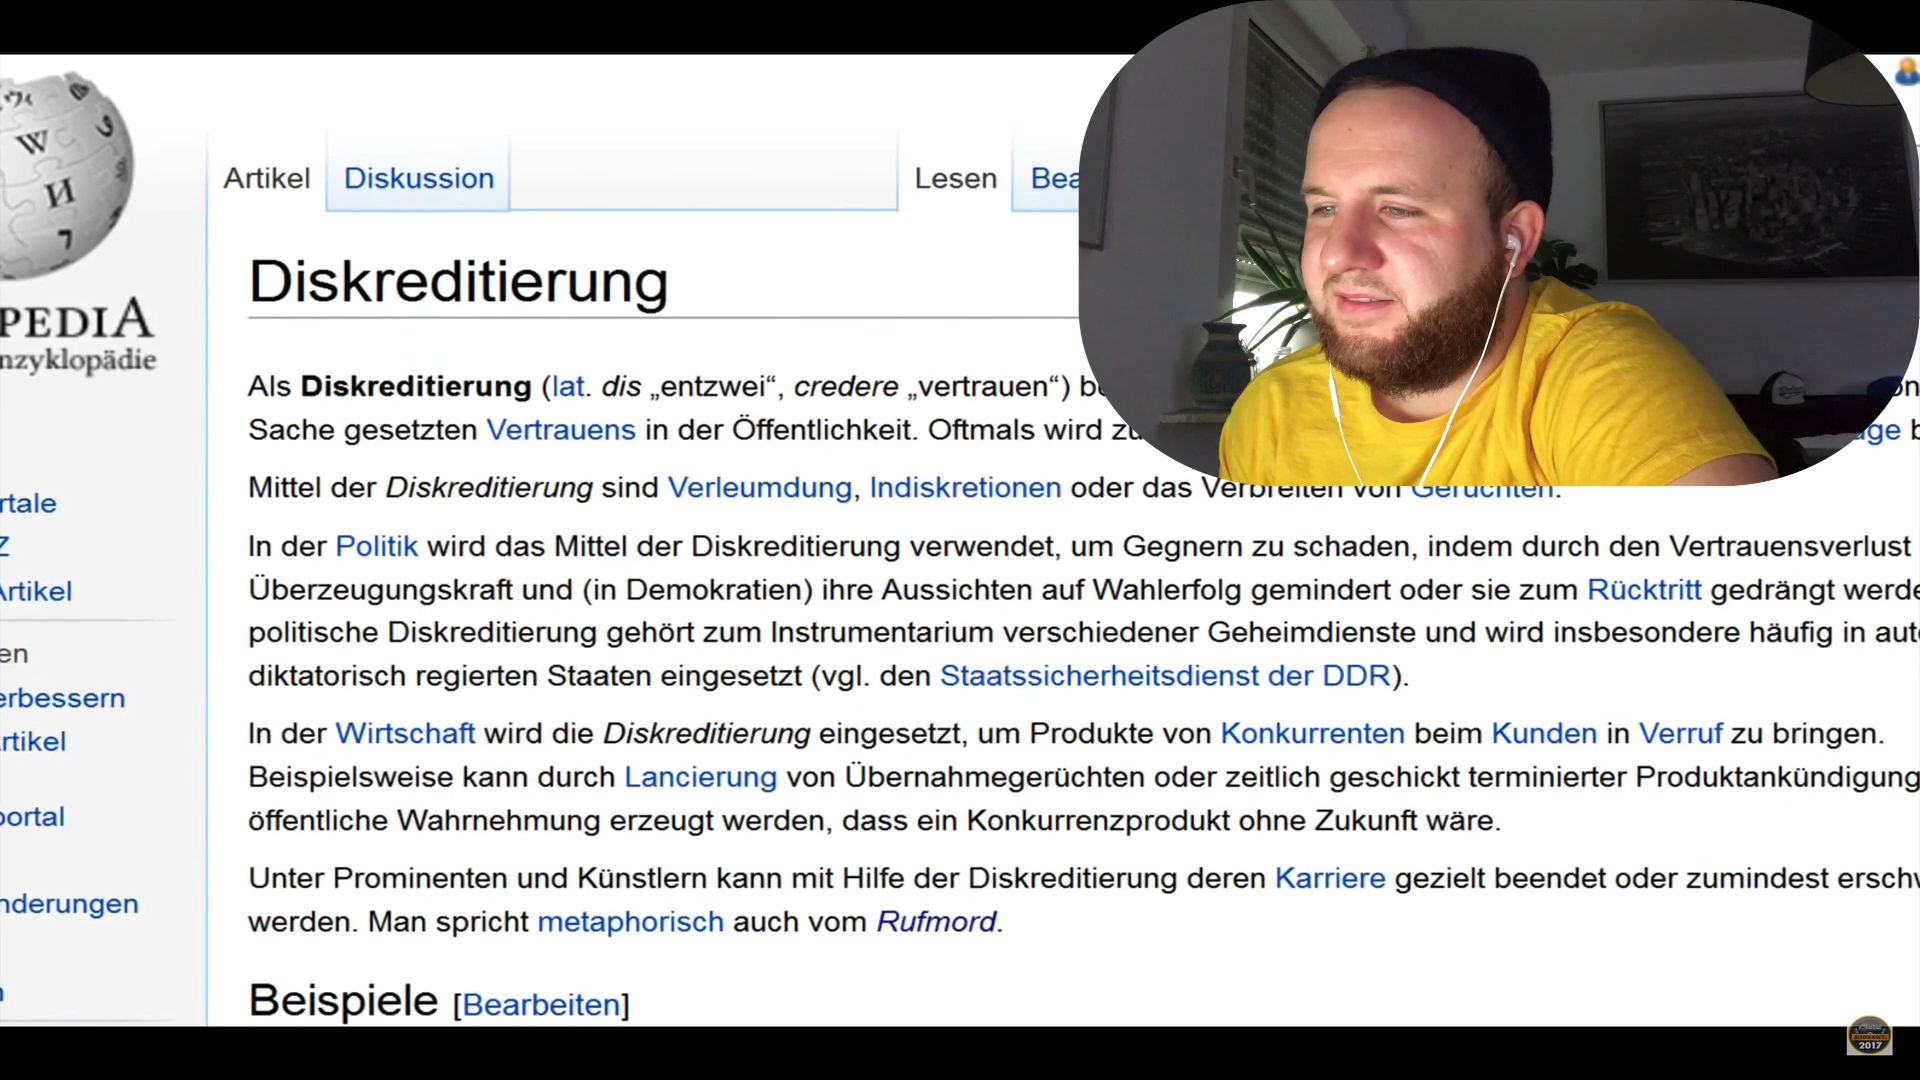 PEDIA
nzyklopädie
Artikel Diskussion Lesen Bea
Diskreditierung
Als Diskreditierung (lat. dis „entzwei“, credere „vertrauen“) be
Sache gesetzten Vertrauens in der Öffentlichkeit. Oftmals wird zu
Mittel der Diskreditierung sind Verleumdung, Indiskretionen oder das Verbreiten von Gerüchten.
In der Politik wird das Mittel der Diskreditierung verwendet, um Gegnern zu schaden, indem durch den Vertrauensverlust
Überzeugungskraft und (in Demokratien) ihre Aussichten auf Wahlerfolg gemindert oder sie zum Rücktritt gedrängt werde
politische Diskreditierung gehört zum Instrumentarium verschiedener Geheimdienste und wird insbesondere häufig in auto
diktatorisch regierten Staaten eingesetzt (vgl. den Staatssicherheitsdienst der DDR).
In der Wirtschaft wird die Diskreditierung eingesetzt, um Produkte von Konkurrenten beim Kunden in Verruf zu bringen.
Beispielsweise kann durch Lancierung von Übernahmegerüchten oder zeitlich geschickt terminierter Produktankündigung
öffentliche Wahrnehmung erzeugt werden, dass ein Konkurrenzprodukt ohne Zukunft wäre.
Unter Prominenten und Künstlern kann mit Hilfe der Diskreditierung deren Karriere gezielt beendet oder zumindest ersch
werden. Man spricht metaphorisch auch vom Rufmord.
Beispiele [Bearbeiten]
rtale
Z
Artikel
en
erbessern
rtikel
portal
nderungen
2017